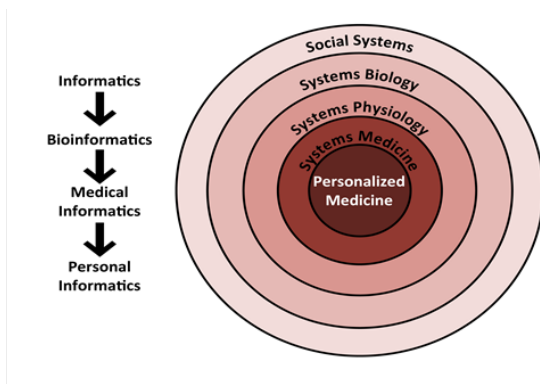 Informatics
Bioinformatics
Medical
Informatics
Personal
Informatics
Social Systems
Systems Biology
Systems Physiology
Systems Medicine
Personalized
Medicine